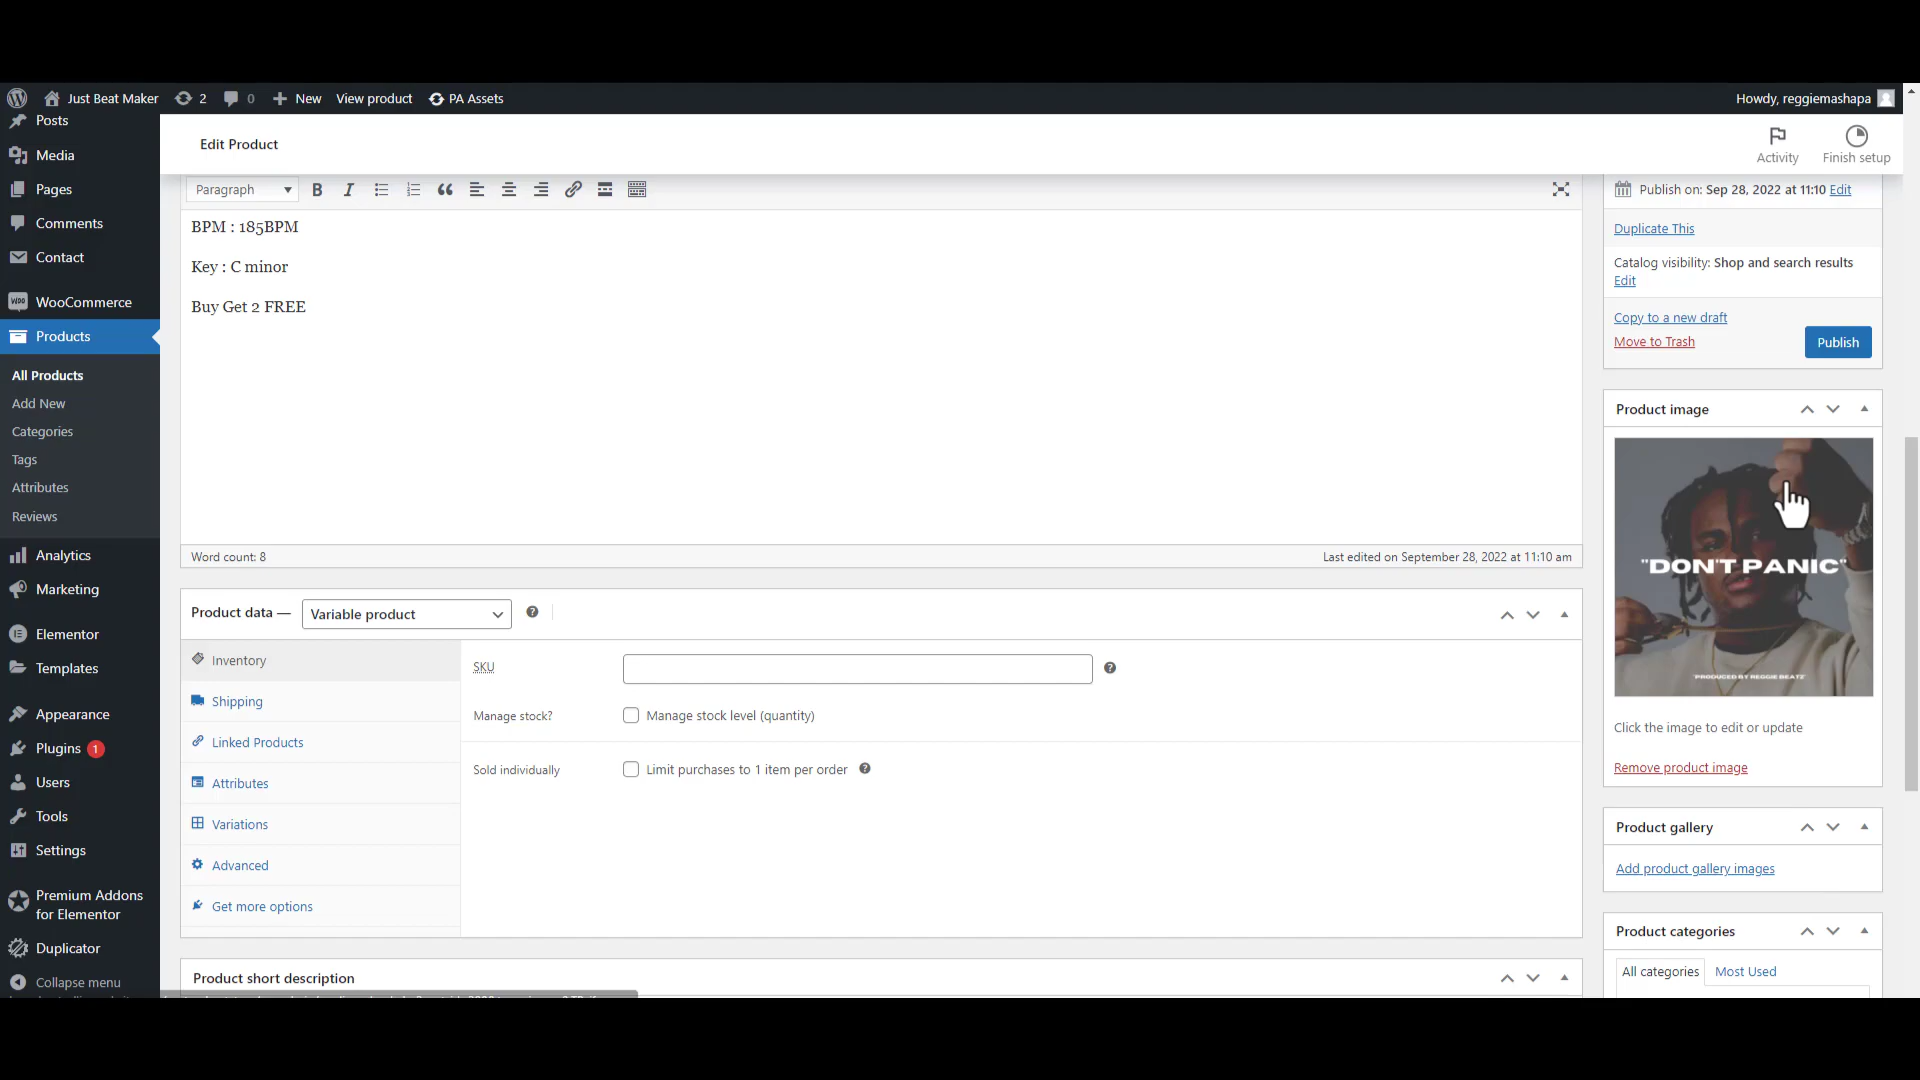 Just Beat Maker 2 0 New View product PA Assets Howdy, reggiemashapa
Posts
Media
Pages
Comments
Contact
WooCommerce
Products
All Products
Add New
Categories
Tags
Attributes
Reviews
Analytics
Marketing
Elementor
Templates
Appearance
Plugins 1
Users
Tools
Settings
Premium Addons
for Elementor
Duplicator
Collapse menu
Edit Product
Activity
Finish setup
Paragraph
BPM : 185BPM
Key : C minor
Buy Get 2 FREE
Word count: 8
Last edited on September 28, 2022 at 11:10 am
Product data —
Variable product
Inventory
Shipping
Linked Products
Attributes
Variations
Advanced
Get more options
SKU
Manage stock?
Manage stock level (quantity)
Sold individually
Limit purchases to 1 item per order
Product short description
Publish on: Sep 28, 2022 at 11:10 Edit
Duplicate This
Catalog visibility: Shop and search results
Edit
Copy to a new draft
Move to Trash
Publish
Product image
"DON'T PANIC"
"PRODUCED BY REGGIE BEATZ"
Click the image to edit or update
Remove product image
Product gallery
Add product gallery images
Product categories
All categories
Most Used